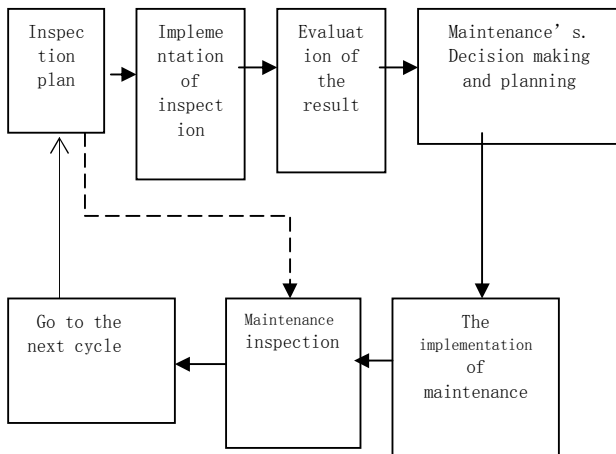 Inspec
tion
plan
Impleme
ntation
of
inspect
ion
Evaluat
ion of
the
result
Maintenance's.
Decision making
and planning
Go to the
next cycle
Maintenance
inspection
The
implementation
of
maintenance